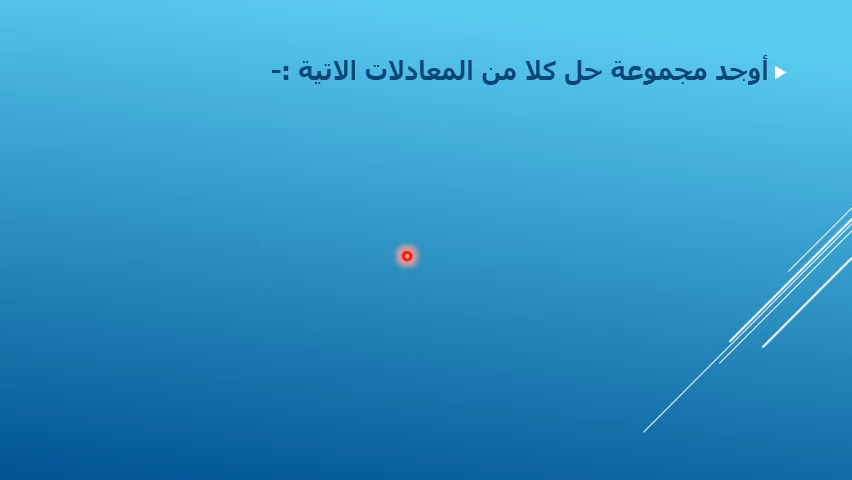 أوجد مجموعة حل كلا من المعادلات الاتية :-